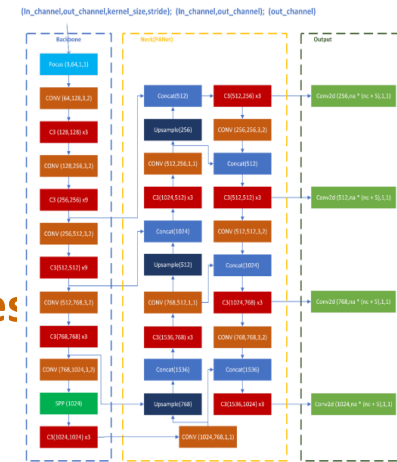 (In_channel,out_channel,kernel_size,stride); (In_channel,out_channel); (out_channel)
Backbone
Focus (3,64,1,1)
CONV (64,128,3,2)
C3 (128,128) x3
CONV (128,256,3,2)
C3 (256,256) x9
CONV (256,512,3,2)
C3(512,512) x9
CONV (512,768,3,2)
C3(768,768) x3
CONV (768,1024,3,2)
SPP (1024)
C3(1024,1024) x3
Neck(PANet)
Concat(512)
Upsample(256)
CONV (512,256,1,1)
C3(1024,512) x3
Concat(1024)
Upsample(512)
CONV (768,512,1,1)
C3(1536,768) x3
Concat(1536)
Upsample(768)
CONV (1024,768,1,1)
C3(512,256) x3
CONV (256,256,3,2)
Concat(512)
C3(512,512) x3
CONV (512,512,3,2)
Concat(1024)
C3(1024,768) x3
CONV (768,768,3,2)
Concat(1536)
C3(1536,1024) x3
Output
Conv2d (256,na * (nc + 5),1,1)
Conv2d (512,na * (nc + 5),1,1)
Conv2d (768,na * (nc + 5),1,1)
Conv2d (1024,na * (nc + 5),1,1)